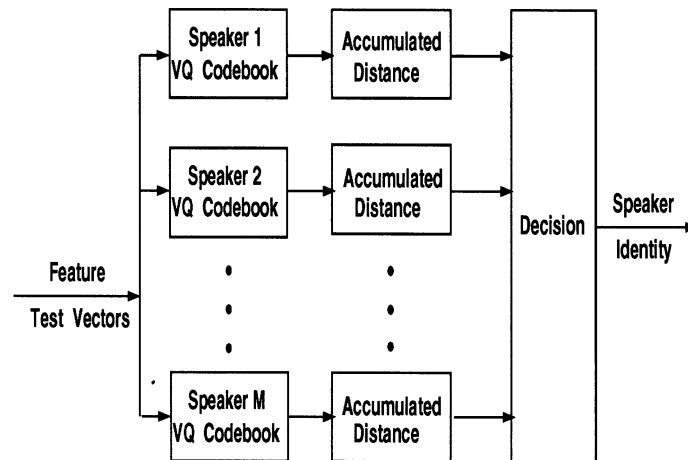 Speaker 1
VQ Codebook
Accumulated
Distance
Speaker 2
VQ Codebook
Accumulated
Distance
Speaker M
VQ Codebook
Accumulated
Distance
Feature
Test Vectors
Decision
Speaker
Identity